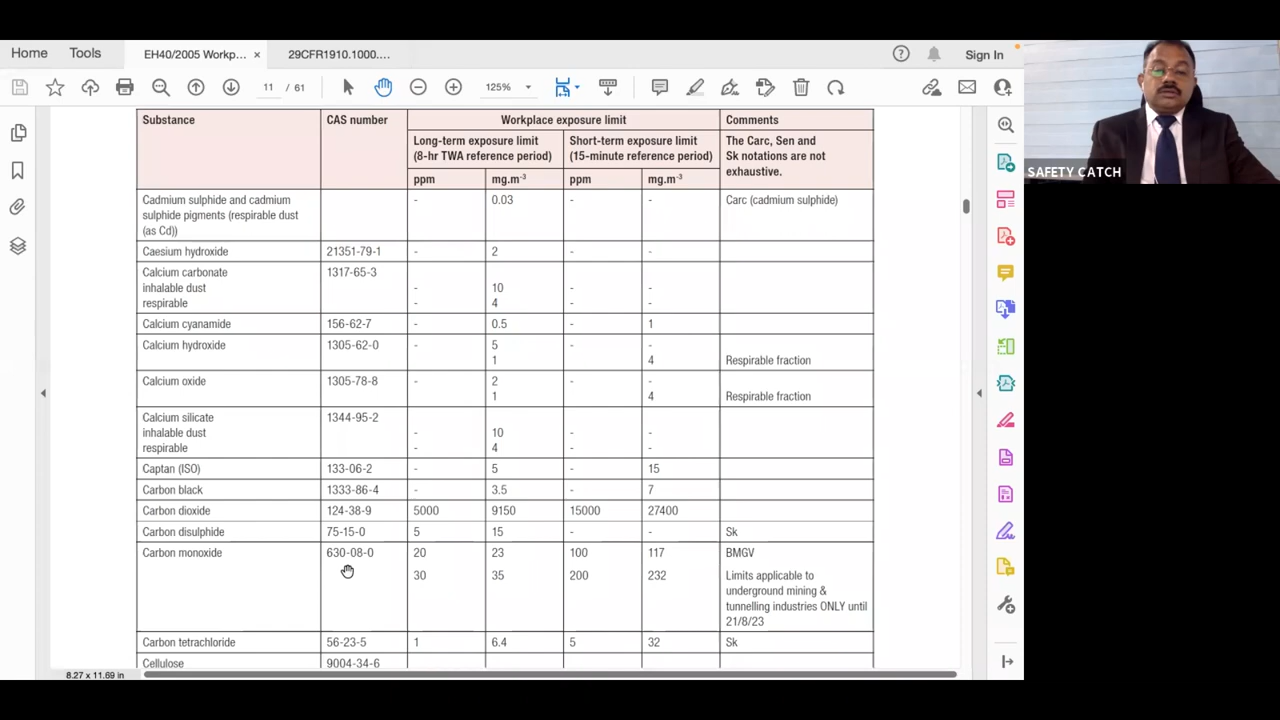 Home Tools EH40/2005 Workp... × 29CFR1910.1000.... Sign In
11 / 61 125%
SAFETY CATCH
Substance CAS number Workplace exposure limit Comments
Long-term exposure limit (8-hr TWA reference period) Short-term exposure limit (15-minute reference period) The Carc, Sen and Sk notations are not exhaustive.
ppm mg.m-3 ppm mg.m-3
Cadmium sulphide and cadmium - 0.03 - - Carc (cadmium sulphide)
sulphide pigments (respirable dust
(as Cd))
Caesium hydroxide 21351-79-1 - 2 - -
Calcium carbonate 1317-65-3
inhalable dust - 10 - -
respirable - 4 - -
Calcium cyanamide 156-62-7 - 0.5 - 1
Calcium hydroxide 1305-62-0 - 5 - -
1 4 Respirable fraction
Calcium oxide 1305-78-8 - 2 - -
1 4 Respirable fraction
Calcium silicate 1344-95-2
inhalable dust - 10 - -
respirable - 4 - -
Captan (ISO) 133-06-2 - 5 - 15
Carbon black 1333-86-4 - 3.5 - 7
Carbon dioxide 124-38-9 5000 9150 15000 27400
Carbon disulphide 75-15-0 5 15 - - Sk
Carbon monoxide 630-08-0 20 23 100 117 BMGV
30 35 200 232 Limits applicable to
underground mining &
tunnelling industries ONLY until
21/8/23
Carbon tetrachloride 56-23-5 1 6.4 5 32 Sk
Cellulose 9004-34-6
8.27 x 11.69 in